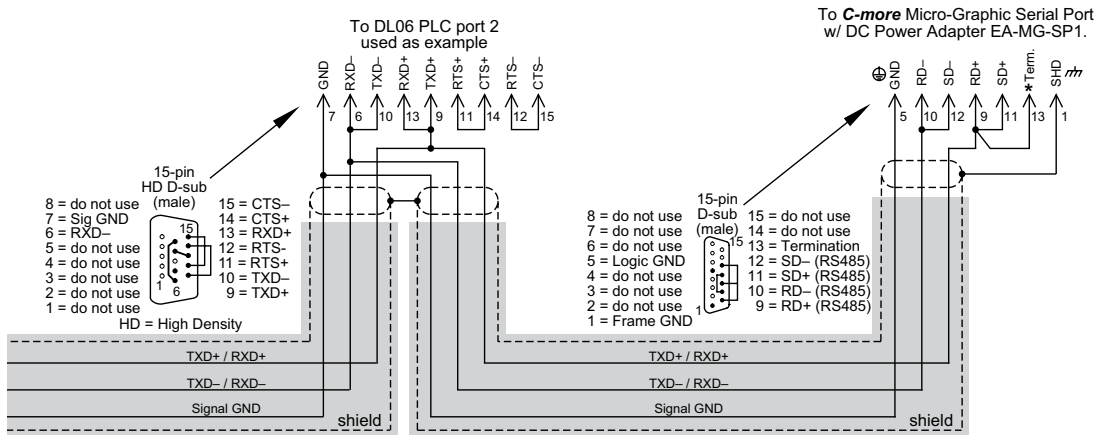 To DL06 PLC port 2
used as example
GND
RXD–
TXD–
RXD+
TXD+
RTS+
CTS+
RTS–
CTS–
7 6 10 13 9 11 14 12 15
To C-more Micro-Graphic Serial Port
w/ DC Power Adapter EA-MG-SP1.
GND
RD–
SD–
RD+
SD+
*Term.
SHD
5 10 12 9 11 13 1
15-pin
HD D-sub
(male)
8 = do not use
7 = Sig GND
6 = RXD–
5 = do not use
4 = do not use
3 = do not use
2 = do not use
1 = do not use
15
1
6
15 = CTS–
14 = CTS+
13 = RXD+
12 = RTS-
11 = RTS+
10 = TXD–
9 = TXD+
HD = High Density
15-pin
D-sub
(male)
8 = do not use
7 = do not use
6 = do not use
5 = Logic GND
4 = do not use
3 = do not use
2 = do not use
1 = Frame GND
15
1
15 = do not use
14 = do not use
13 = Termination
12 = SD– (RS485)
11 = SD+ (RS485)
10 = RD– (RS485)
9 = RD+ (RS485)
TXD+ / RXD+
TXD– / RXD–
Signal GND
shield
TXD+ / RXD+
TXD– / RXD–
Signal GND
shield